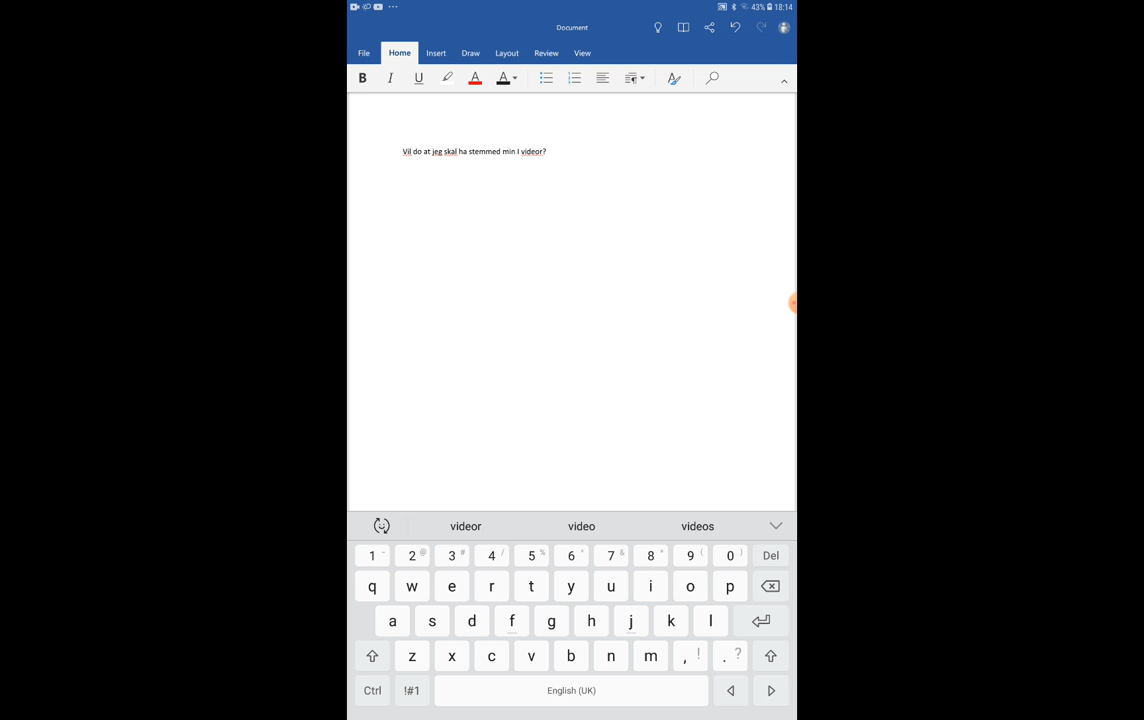 43% 18:14
Document
File Home Insert Draw Layout Review View
B I U A A
Vil do at jeg skal ha stemmed min I videor?
videor video videos
1 - 2 @ 3 # 4 / 5 % 6 ^ 7 & 8 * 9 ( 0 ) Del
q w e r t y u i o p
a s d f g h j k l
z x c v b n m , ! . ?
Ctrl !#1 English (UK)